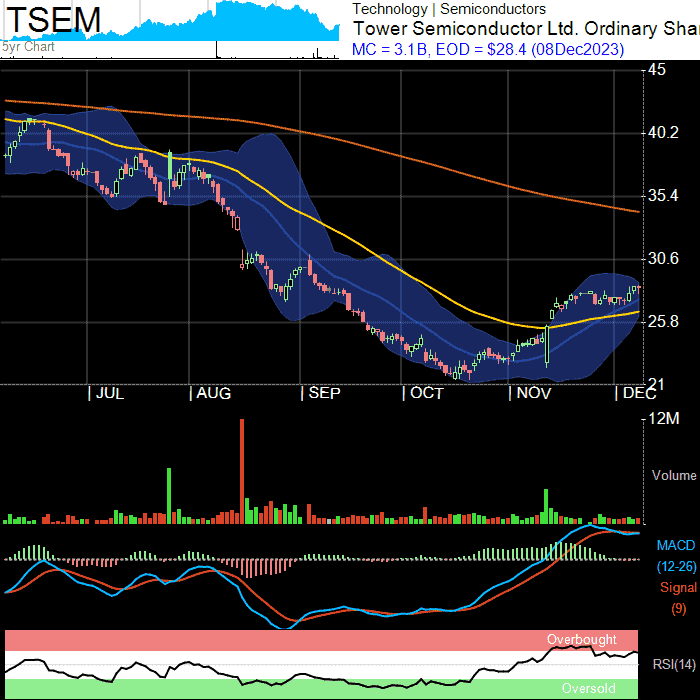 TSEM
5yr Chart
Technology | Semiconductors
Tower Semiconductor Ltd. Ordinary Shar
MC = 3.1B, EOD = $28.4 (08Dec2023)
45
40.2
35.4
30.6
25.8
21
JUL AUG SEP OCT NOV DEC
12M
Volume
MACD
(12-26)
Signal
(9)
Overbought
RSI(14)
Oversold